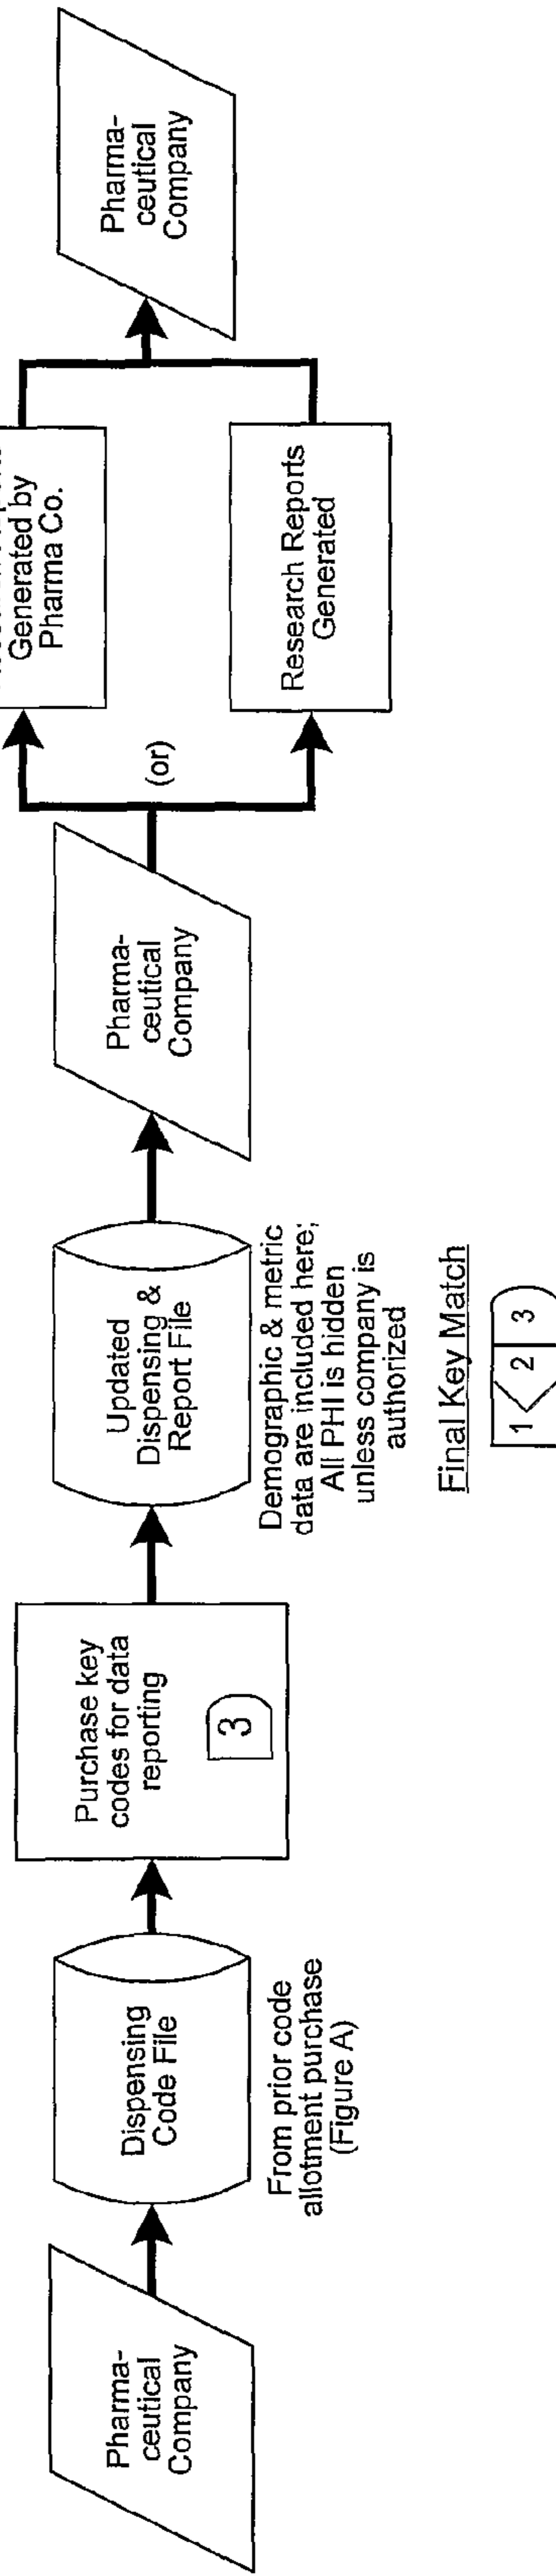 Pharma-
ceutical
Company
Dispensing
Code File
From prior code
allotment purchase
(Figure A)
Purchase key
codes for data
reporting
3
Updated
Dispensing &
Report File
Demographic & metric
data are included here;
All PHI is hidden
unless company is
authorized
Final Key Match
1 2 3
Pharma-
ceutical
Company
(or)
Generated by
Pharma Co.
Research Reports
Generated
Pharma-
ceutical
Company